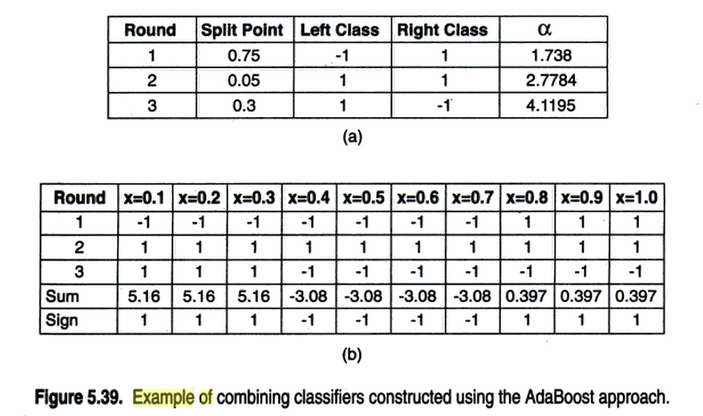 Round Split Point Left Class Right Class α
1 0.75 -1 1 1.738
2 0.05 1 1 2.7784
3 0.3 1 -1 4.1195
(a)
Round x=0.1 x=0.2 x=0.3 x=0.4 x=0.5 x=0.6 x=0.7 x=0.8 x=0.9 x=1.0
1 -1 -1 -1 -1 -1 -1 -1 1 1 1
2 1 1 1 1 1 1 1 1 1 1
3 1 1 1 -1 -1 -1 -1 -1 -1 -1
Sum 5.16 5.16 5.16 -3.08 -3.08 -3.08 -3.08 0.397 0.397 0.397
Sign 1 1 1 -1 -1 -1 -1 1 1 1
(b)
Figure 5.39. Example of combining classifiers constructed using the AdaBoost approach.